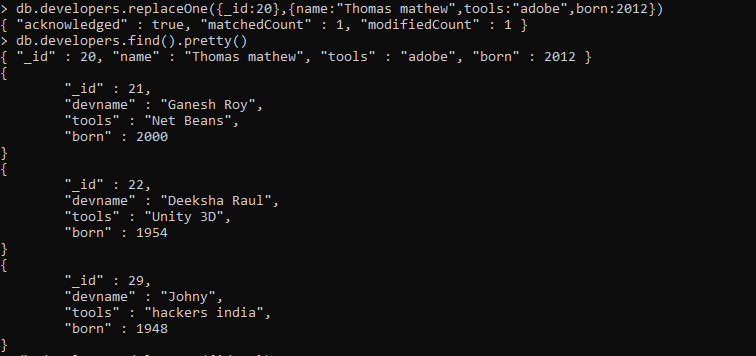 > db.developers.replaceOne({_id:20},{name:"Thomas mathew",tools:"adobe",born:2012})
{ "acknowledged" : true, "matchedCount" : 1, "modifiedCount" : 1 }
> db.developers.find().pretty()
{ "_id" : 20, "name" : "Thomas mathew", "tools" : "adobe", "born" : 2012 }
{
        "_id" : 21,
        "devname" : "Ganesh Roy",
        "tools" : "Net Beans",
        "born" : 2000
}
{
        "_id" : 22,
        "devname" : "Deeksha Raul",
        "tools" : "Unity 3D",
        "born" : 1954
}
{
        "_id" : 29,
        "devname" : "Johny",
        "tools" : "hackers india",
        "born" : 1948
}